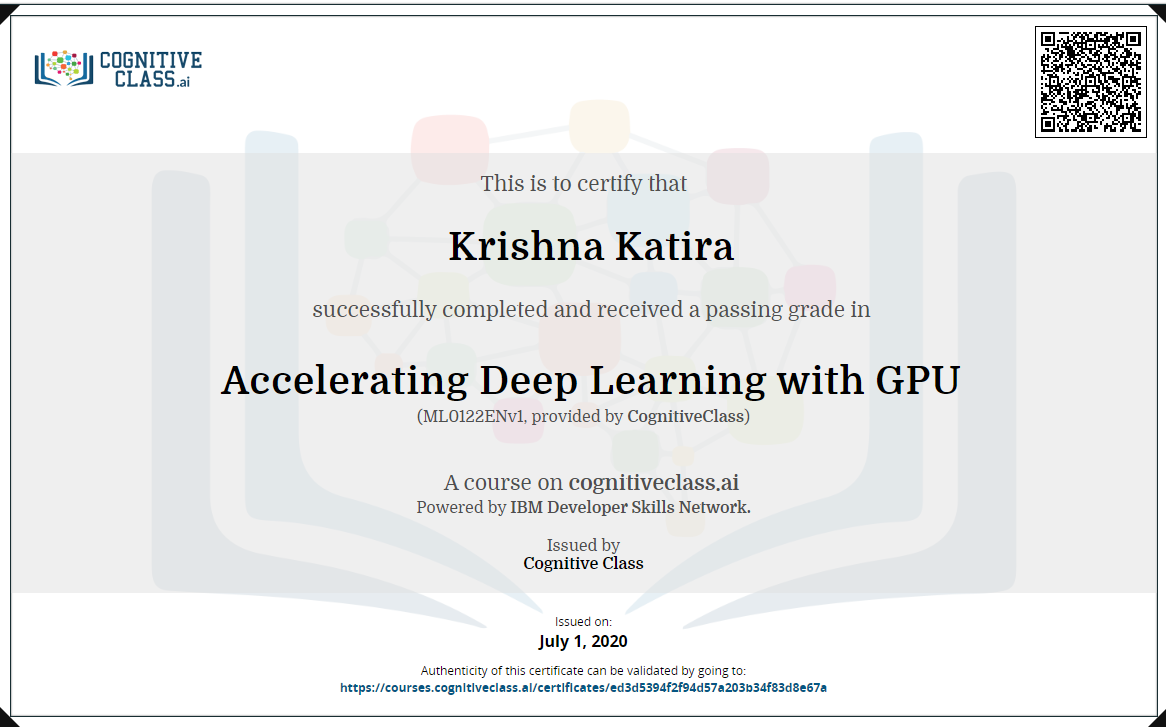 COGNITIVE
CLASS.ai
This is to certify that
Krishna Katira
successfully completed and received a passing grade in
Accelerating Deep Learning with GPU
(ML0122ENv1, provided by CognitiveClass)
A course on cognitiveclass.ai
Powered by IBM Developer Skills Network.
Issued by
Cognitive Class
Issued on:
July 1, 2020
Authenticity of this certificate can be validated by going to:
https://courses.cognitiveclass.ai/certificates/ed3d5394f2f94d57a203b34f83d8e67a